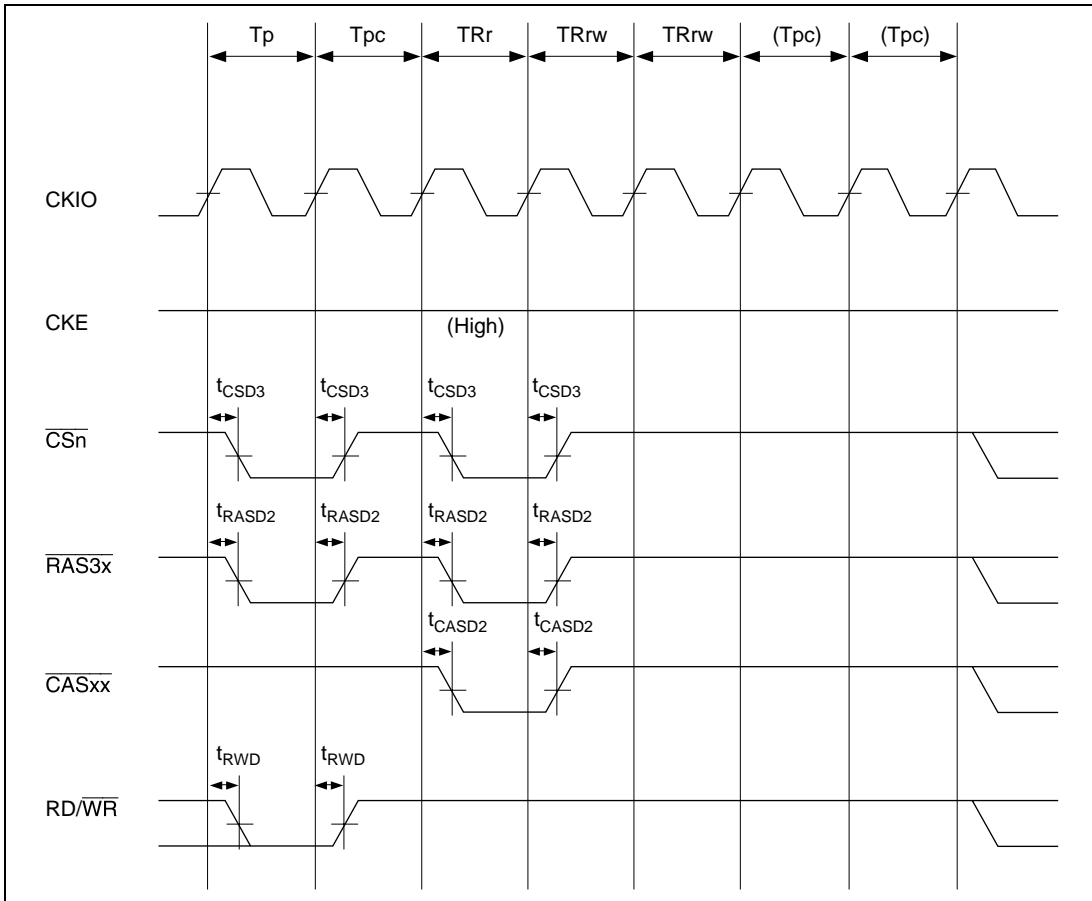 Tp Tpc TRr TRrw TRrw (Tpc) (Tpc)
CKIO
CKE
(High)
tCSD3 tCSD3 tCSD3 tCSD3
CSn
tRASD2 tRASD2 tRASD2 tRASD2
RAS3x
tCASD2 tCASD2
CASxx
tRWD tRWD
RD/WR